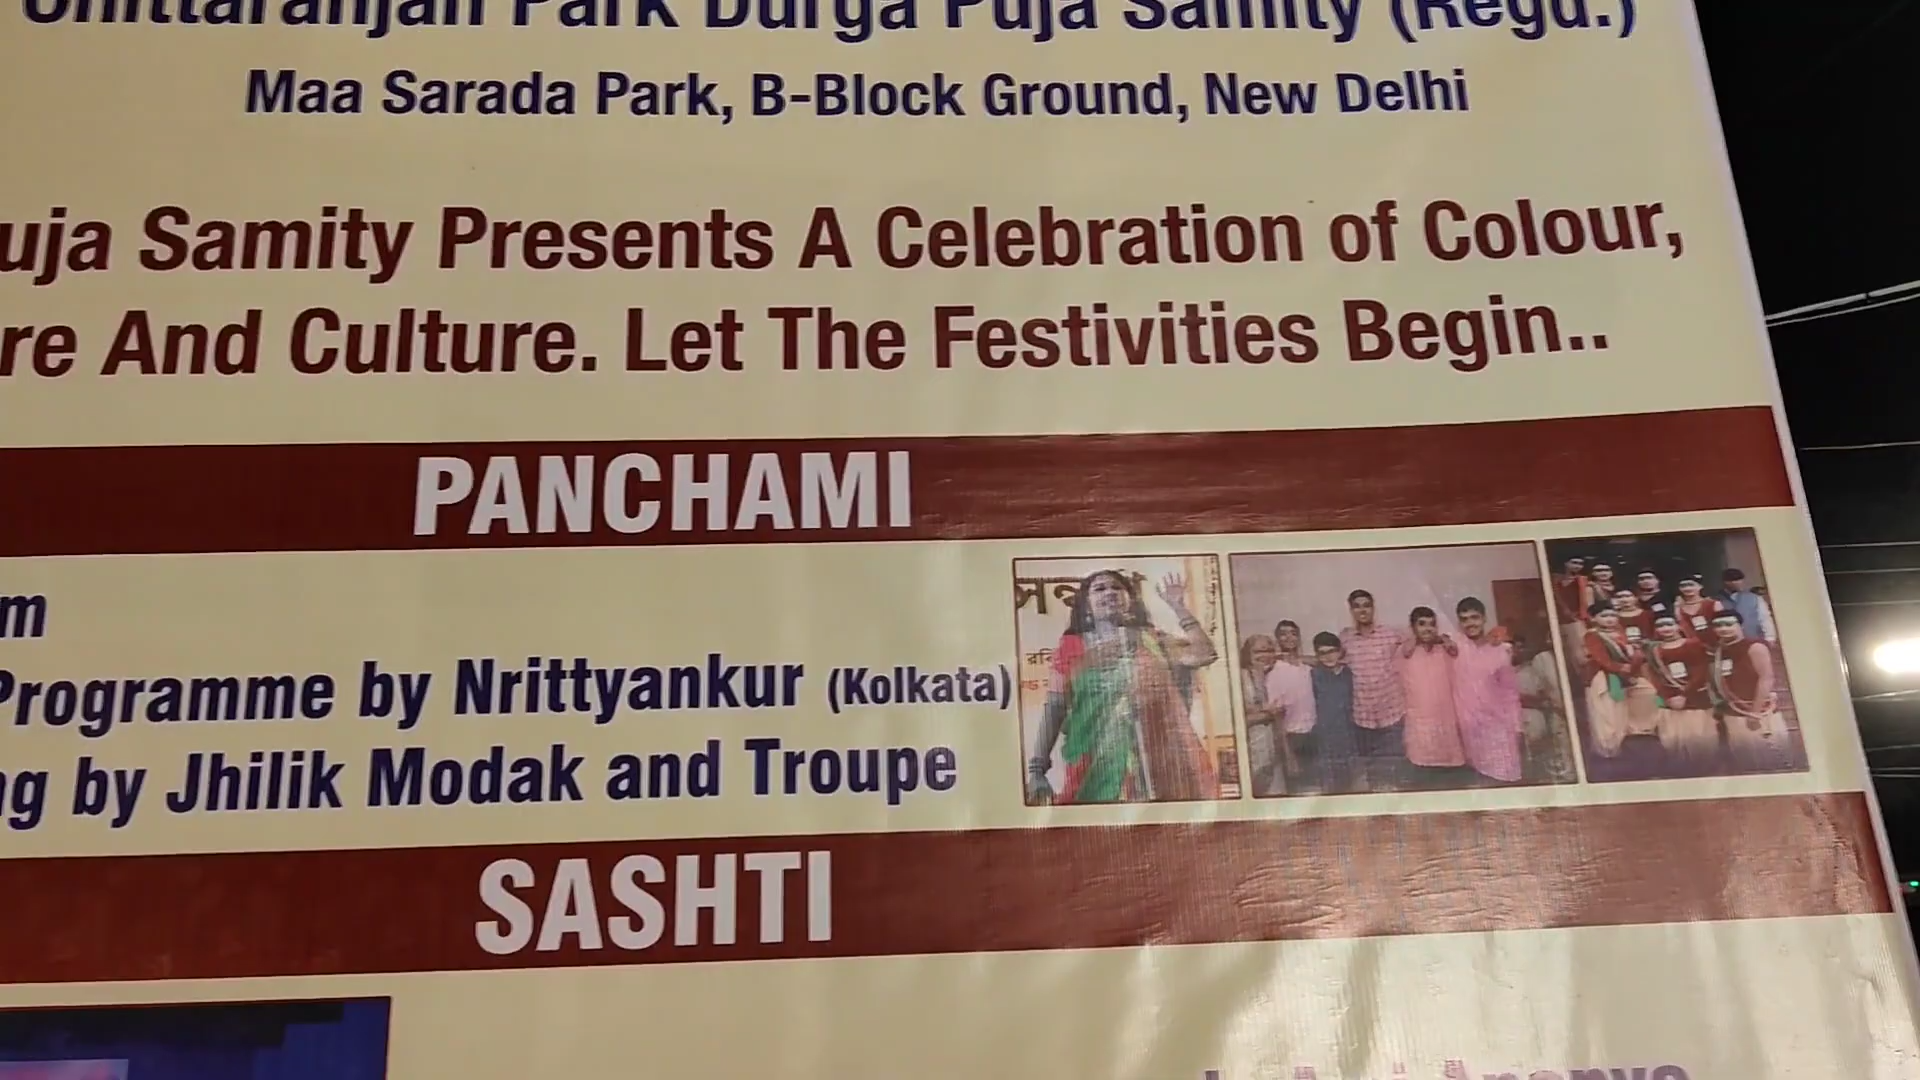 Chittaranjan Park Durga Puja Samity (Regd.)
Maa Sarada Park, B-Block Ground, New Delhi
uja Samity Presents A Celebration of Colour,
re And Culture. Let The Festivities Begin..
PANCHAMI
m
Programme by Nrittyankur (Kolkata)
ng by Jhilik Modak and Troupe
SASHTI